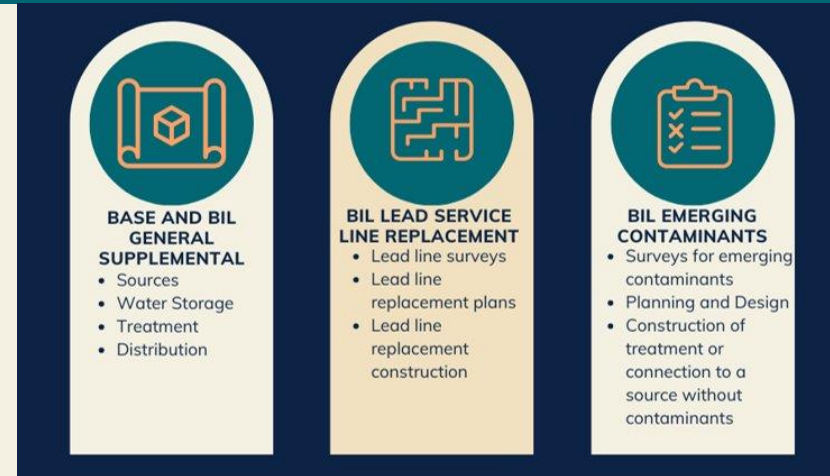 BASE AND BIL
GENERAL
SUPPLEMENTAL
• Sources
• Water Storage
• Treatment
• Distribution
BIL LEAD SERVICE
LINE REPLACEMENT
• Lead line surveys
• Lead line
replacement plans
• Lead line
replacement
construction
BIL EMERGING
CONTAMINANTS
• Surveys for emerging
contaminants
• Planning and Design
• Construction of
treatment or
connection to a
source without
contaminants